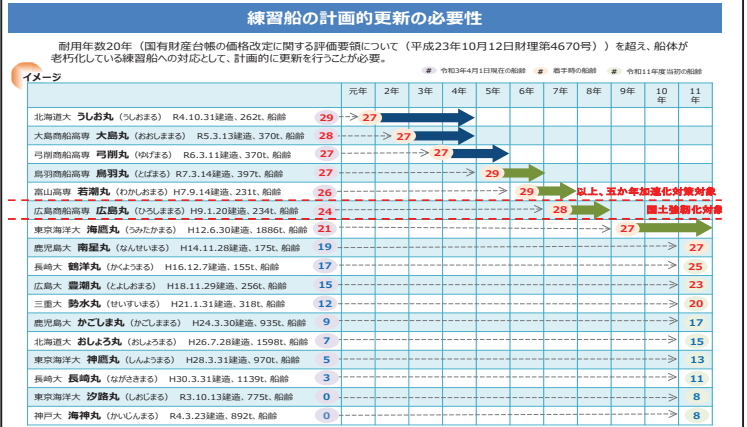 練習船の計画的更新の必要性
耐用年数20年（国有財産台帳の価格改定に関する評価要領について（平成23年10月12日財理第4670号））を超え、船体が
老朽化している練習船への対応として、計画的に更新を行うことが必要。
イメージ
# 令和3年4月1日現在の船齢 # 着手時の船齢 # 令和11年度当初の船齢
元年 2年 3年 4年 5年 6年 7年 8年 9年 10年 11年
北海道大 うしお丸（うしおまる） R4.10.31建造、262t、船齢 29 27
大島商船高専 大島丸（おおしままる） R5.3.13建造、370t、船齢 28 27
弓削商船高専 弓削丸（ゆげまる） R6.3.11建造、370t、船齢 27 27
鳥羽商船高専 鳥羽丸（とばまる） R7.3.14建造、397t、船齢 27 29
富山高専 若潮丸（わかしおまる） H7.9.14建造、231t、船齢 26 29 以上、五か年加速化対策対象
広島商船高専 広島丸（ひろしままる） H9.1.20建造、234t、船齢 24 28 国土強靭化対象
東京海洋大 海鷹丸（うみたかまる） H12.6.30建造、1886t、船齢 21 27
鹿児島大 南星丸（なんせいまる） H14.11.28建造、175t、船齢 19 27
長崎大 鶴洋丸（かくようまる） H16.12.7建造、155t、船齢 17 25
広島大 豊潮丸（とよしおまる） H18.11.29建造、256t、船齢 15 23
三重大 勢水丸（せいすいまる） H21.1.31建造、318t、船齢 12 20
鹿児島大 かごしま丸（かごしままる） H24.3.30建造、935t、船齢 9 17
北海道大 おしょろ丸（おしょろまる） H26.7.28建造、1598t、船齢 7 15
東京海洋大 神鷹丸（しんようまる） H28.3.31建造、970t、船齢 5 13
長崎大 長崎丸（ながさきまる） H30.3.31建造、1139t、船齢 3 11
東京海洋大 汐路丸（しおじまる） R3.10.13建造、775t、船齢 0 8
神戸大 海神丸（かいじんまる） R4.3.23建造、892t、船齢 0 8